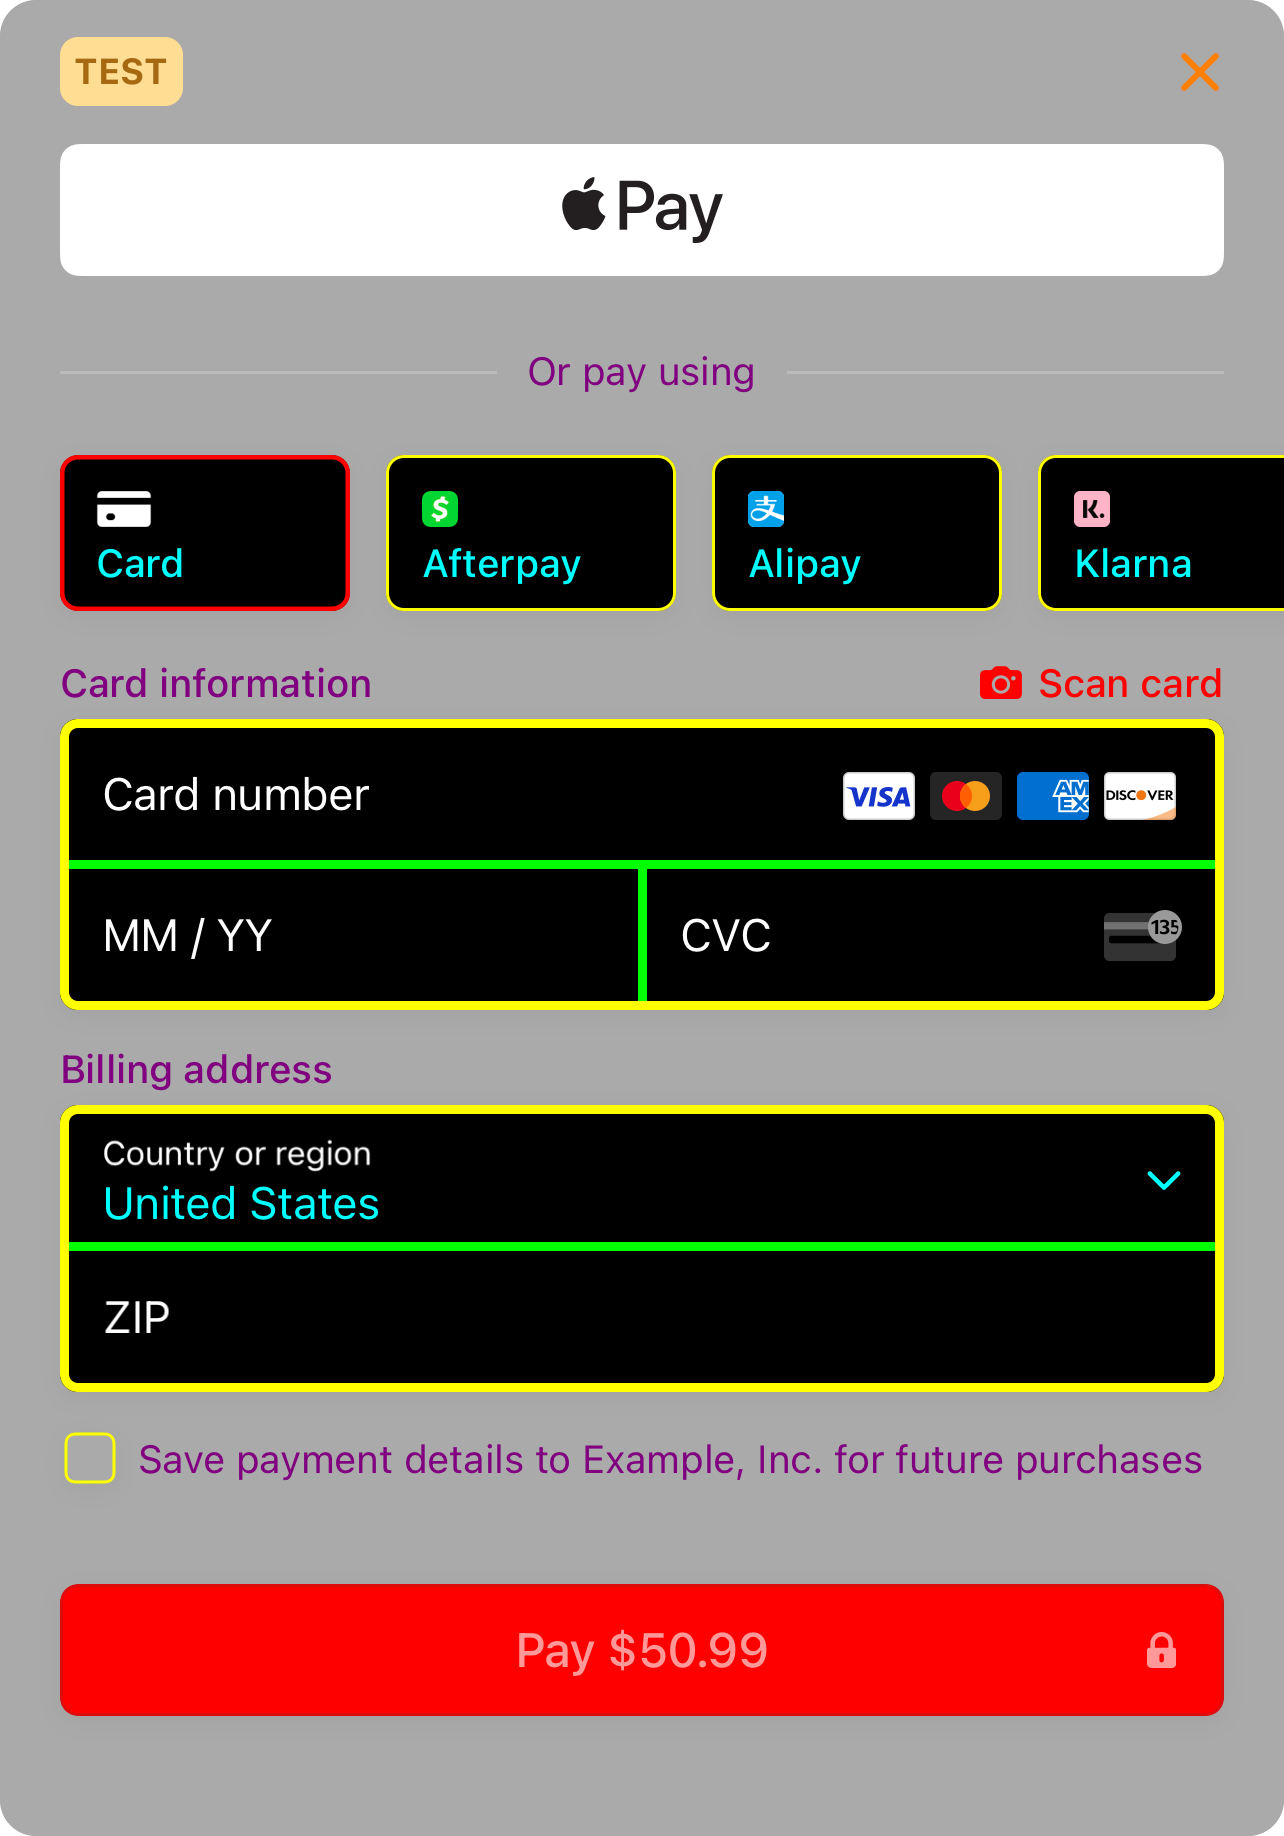 TEST
Pay
Or pay using
Card
Afterpay
Alipay
Klarna
Card information
Scan card
Card number
VISA
AM
EX
DISCOVER
MM / YY
CVC
135
Billing address
Country or region
United States
ZIP
Save payment details to Example, Inc. for future purchases
Pay $50.99